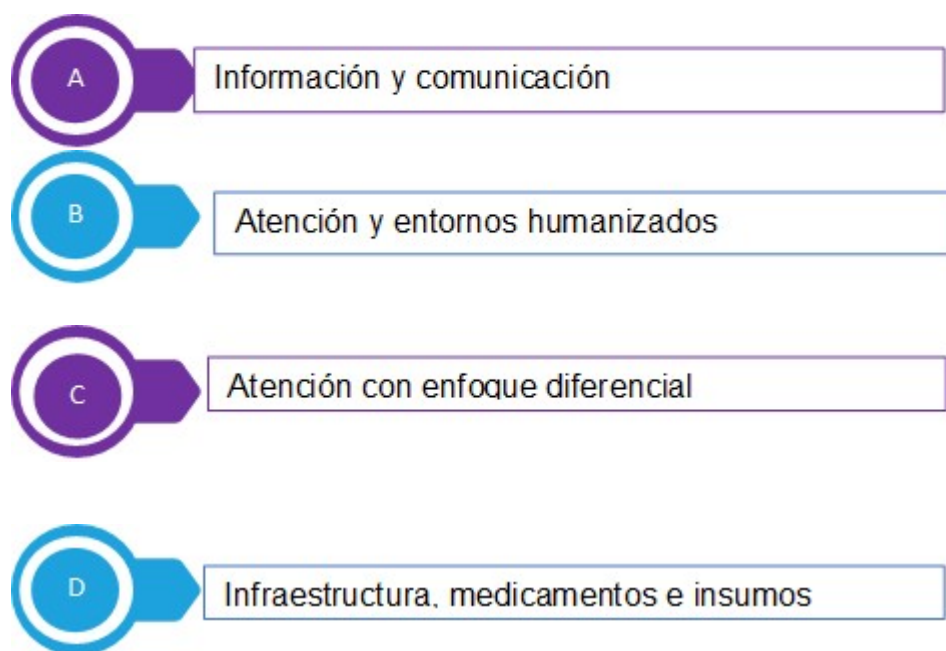 A
Información y comunicación
B
Atención y entornos humanizados
C
Atención con enfoque diferencial
D
Infraestructura, medicamentos e insumos